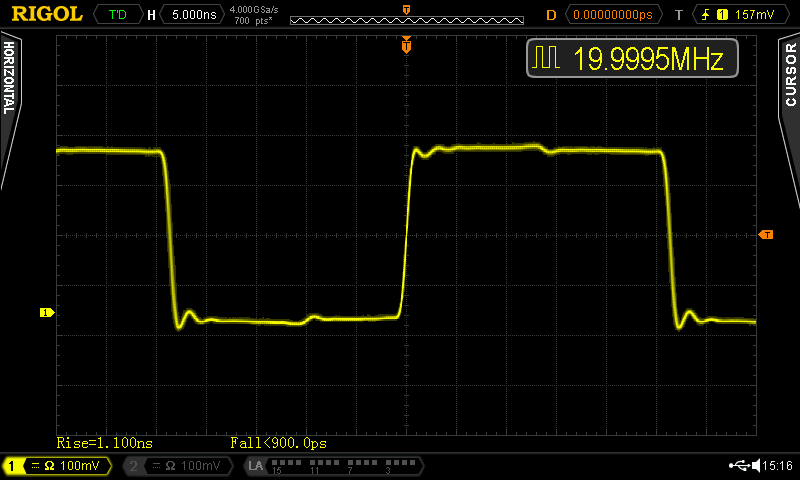 RIGOL T'D H 5.000ns 4.000GSa/s D 0.00000000ps T 1 157mV
700 pts*
T
HORIZONTAL
T
19.9995MHz
CURSOR
T
1
Rise=1.100ns Fall<900.0ps
1 = Ω 100mV 2 = Ω 100mV LA 15 11 7 3 15:16